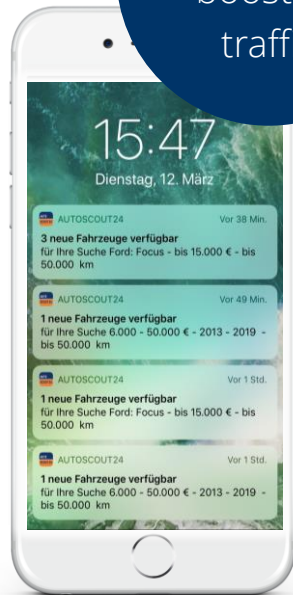 boost
traff
15:47
Dienstag, 12. März
AUTOSCOUT24 Vor 38 Min.
3 neue Fahrzeuge verfügbar
für Ihre Suche Ford: Focus - bis 15.000 € - bis
50.000 km
AUTOSCOUT24 Vor 49 Min.
1 neue Fahrzeuge verfügbar
für Ihre Suche 6.000 - 50.000 € - 2013 - 2019 -
bis 50.000 km
AUTOSCOUT24 Vor 1 Std.
1 neue Fahrzeuge verfügbar
für Ihre Suche Ford: Focus - bis 15.000 € - bis
50.000 km
AUTOSCOUT24 Vor 1 Std.
1 neue Fahrzeuge verfügbar
für Ihre Suche 6.000 - 50.000 € - 2013 - 2019 -
bis 50.000 km